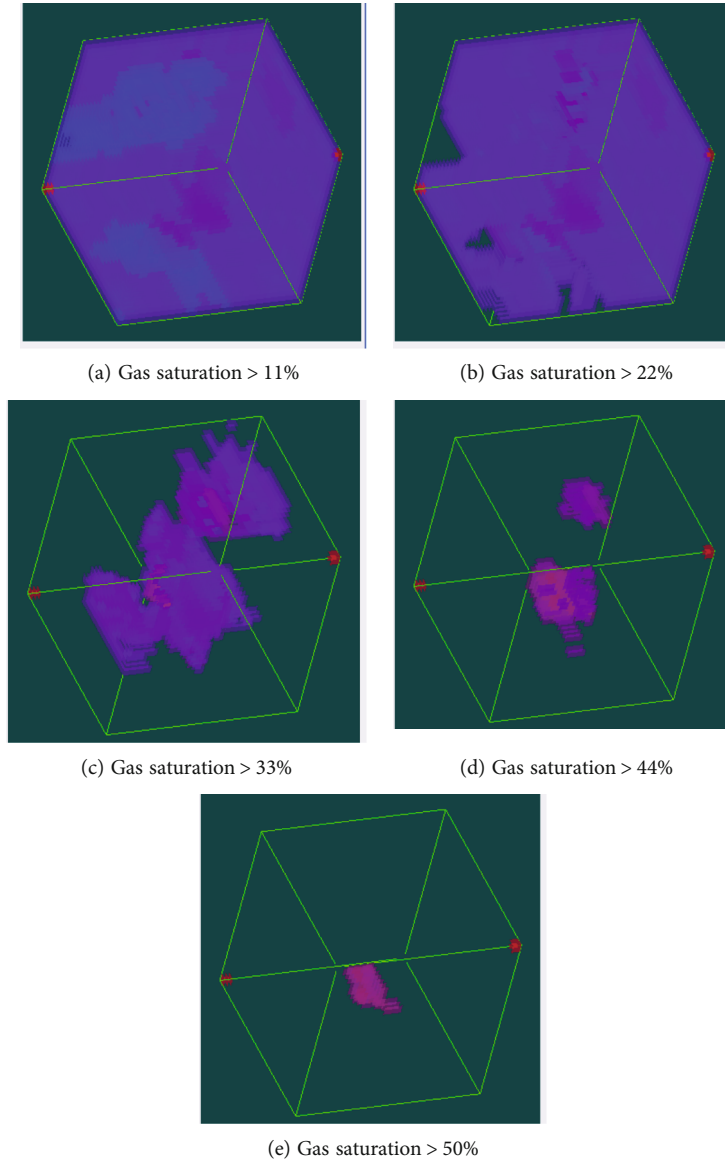 (a) Gas saturation > 11%
(b) Gas saturation > 22%
(c) Gas saturation > 33%
(d) Gas saturation > 44%
(e) Gas saturation > 50%